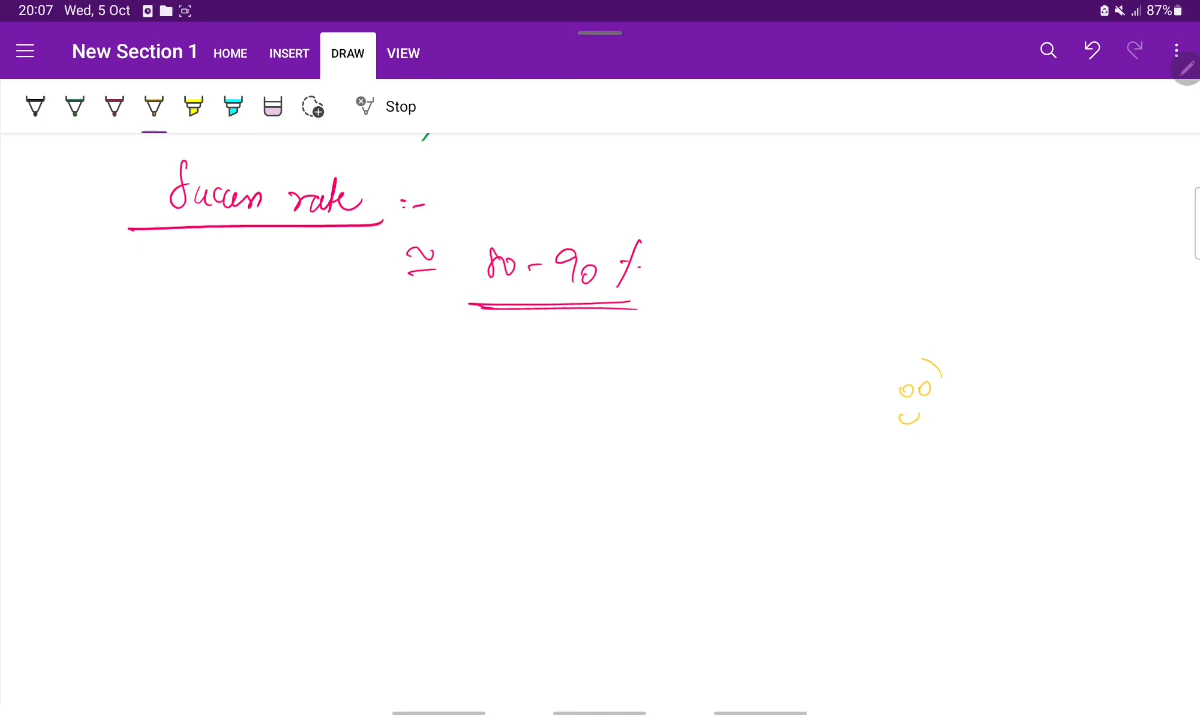 20:07 Wed, 5 Oct 87%
New Section 1 HOME INSERT DRAW VIEW
Stop
Success rate :-
≅ 80 - 90 %